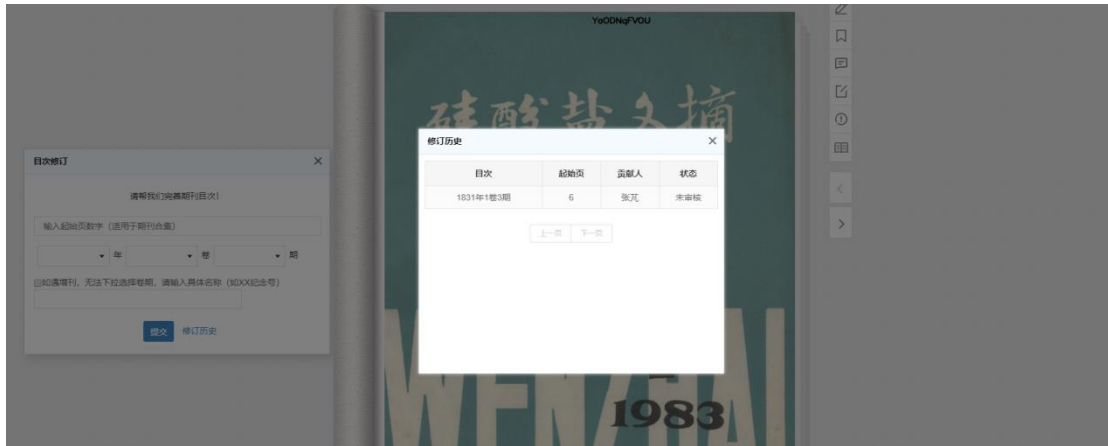 YaODNqFVOU
硅酸盐文摘
目次修订
请帮我们完善期刊目次!
输入起始页数字(适用于期刊合集)
年 卷 期
如遇增刊,无法下拉选择卷期,请输入具体名称(如XX纪念号)
提交 修订历史
修订历史
目次 起始页 贡献人 状态
1831年1卷3期 6 张芃 未审核
上一页 下一页
WENZHAI
1983